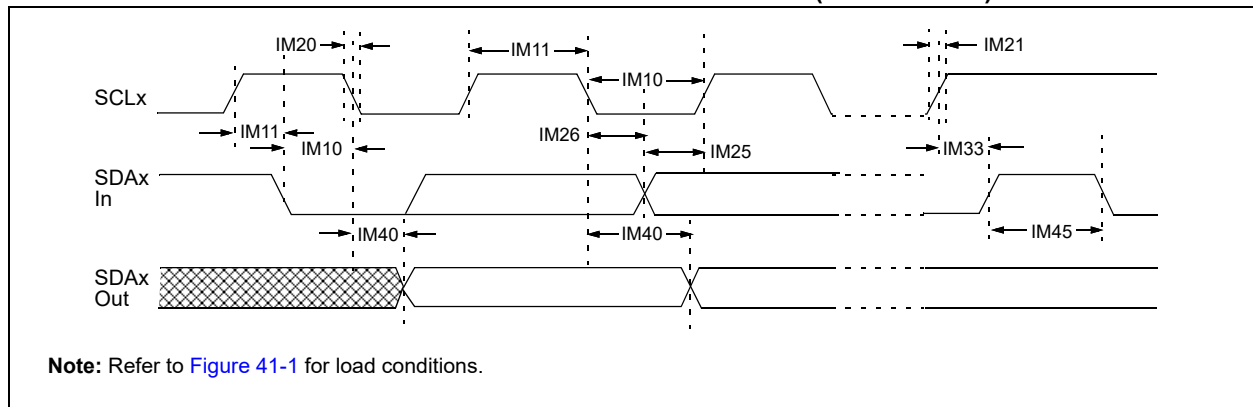 IM20
IM11
IM21
IM10
SCLx
IM11
IM26
IM10
IM25
IM33
SDAx
In
IM40
IM40
IM45
SDAx
Out
Note: Refer to Figure 41-1 for load conditions.